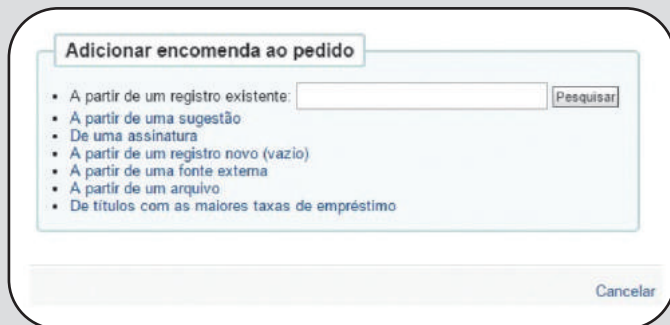 Adicionar encomenda ao pedido
• A partir de um registro existente: Pesquisar
• A partir de uma sugestão
• De uma assinatura
• A partir de um registro novo (vazio)
• A partir de uma fonte externa
• A partir de um arquivo
• De títulos com as maiores taxas de empréstimo
Cancelar